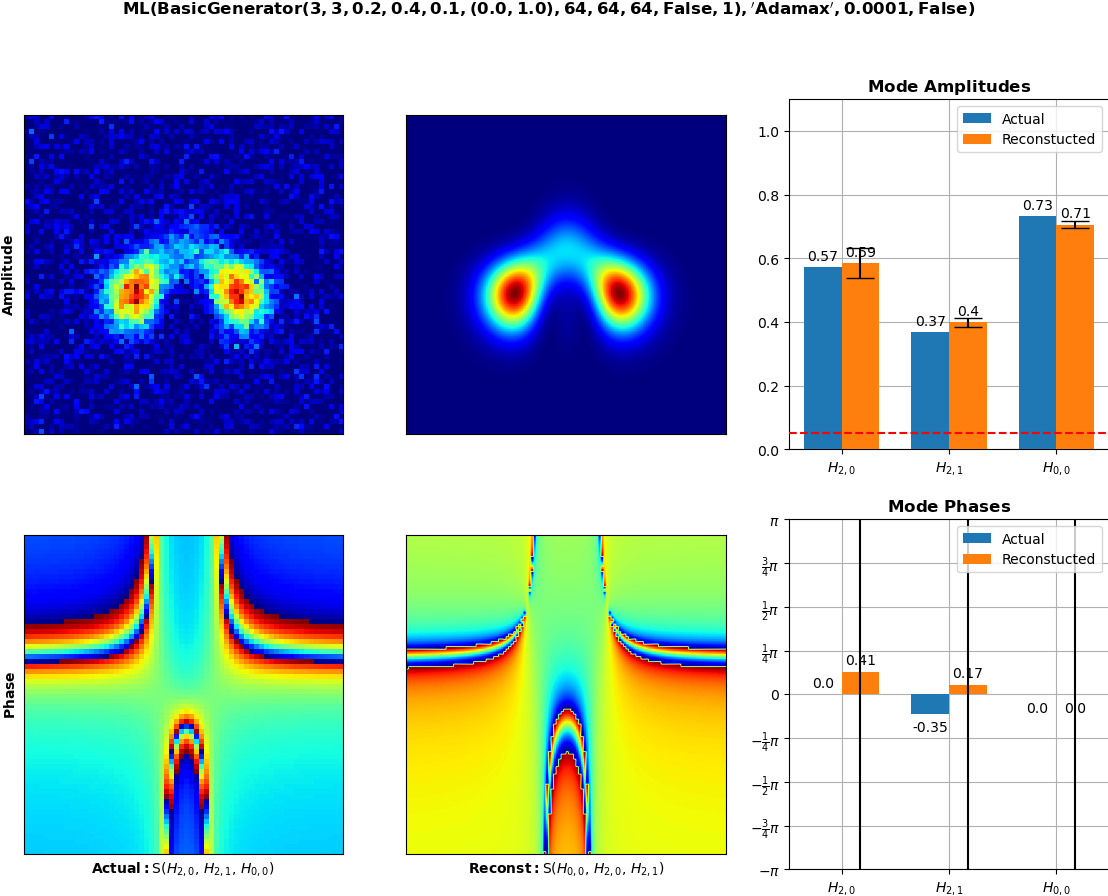 ML(BasicGenerator(3, 3, 0.2, 0.4, 0.1, (0.0, 1.0), 64, 64, 64, False, 1), ′Adamax′, 0.0001, False)
Amplitude
Mode Amplitudes
Actual
Reconstucted
1.0
0.8
0.6
0.4
0.2
0.0
0.57
0.59
0.37
0.4
0.73
0.71
H2,0
H2,1
H0,0
Phase
Actual: S(H2,0, H2,1, H0,0)
Reconst: S(H0,0, H2,0, H2,1)
Mode Phases
Actual
Reconstucted
π
3/4π
1/2π
1/4π
0
−1/4π
−1/2π
−3/4π
−π
0.0
0.41
-0.35
0.17
0.0
0.0
H2,0
H2,1
H0,0